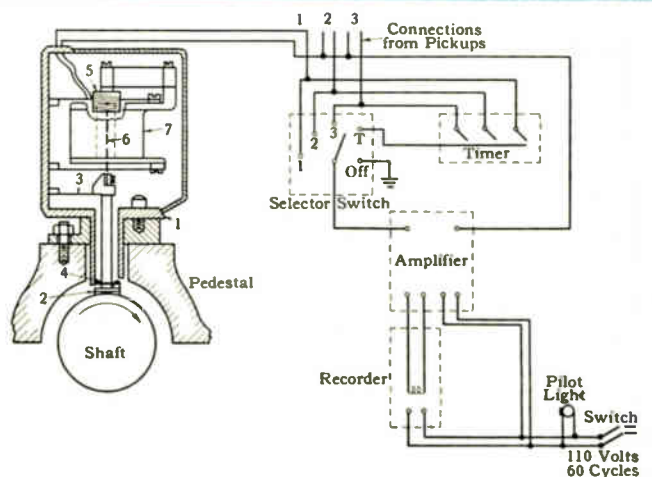 1 2 3
Connections
from Pickups
5
7
6
3
1
4
2
Pedestal
Shaft
1
2
3
T
Off
Selector Switch
Timer
Amplifier
Recorder
Pilot
Light
Switch
110 Volts
60 Cycles